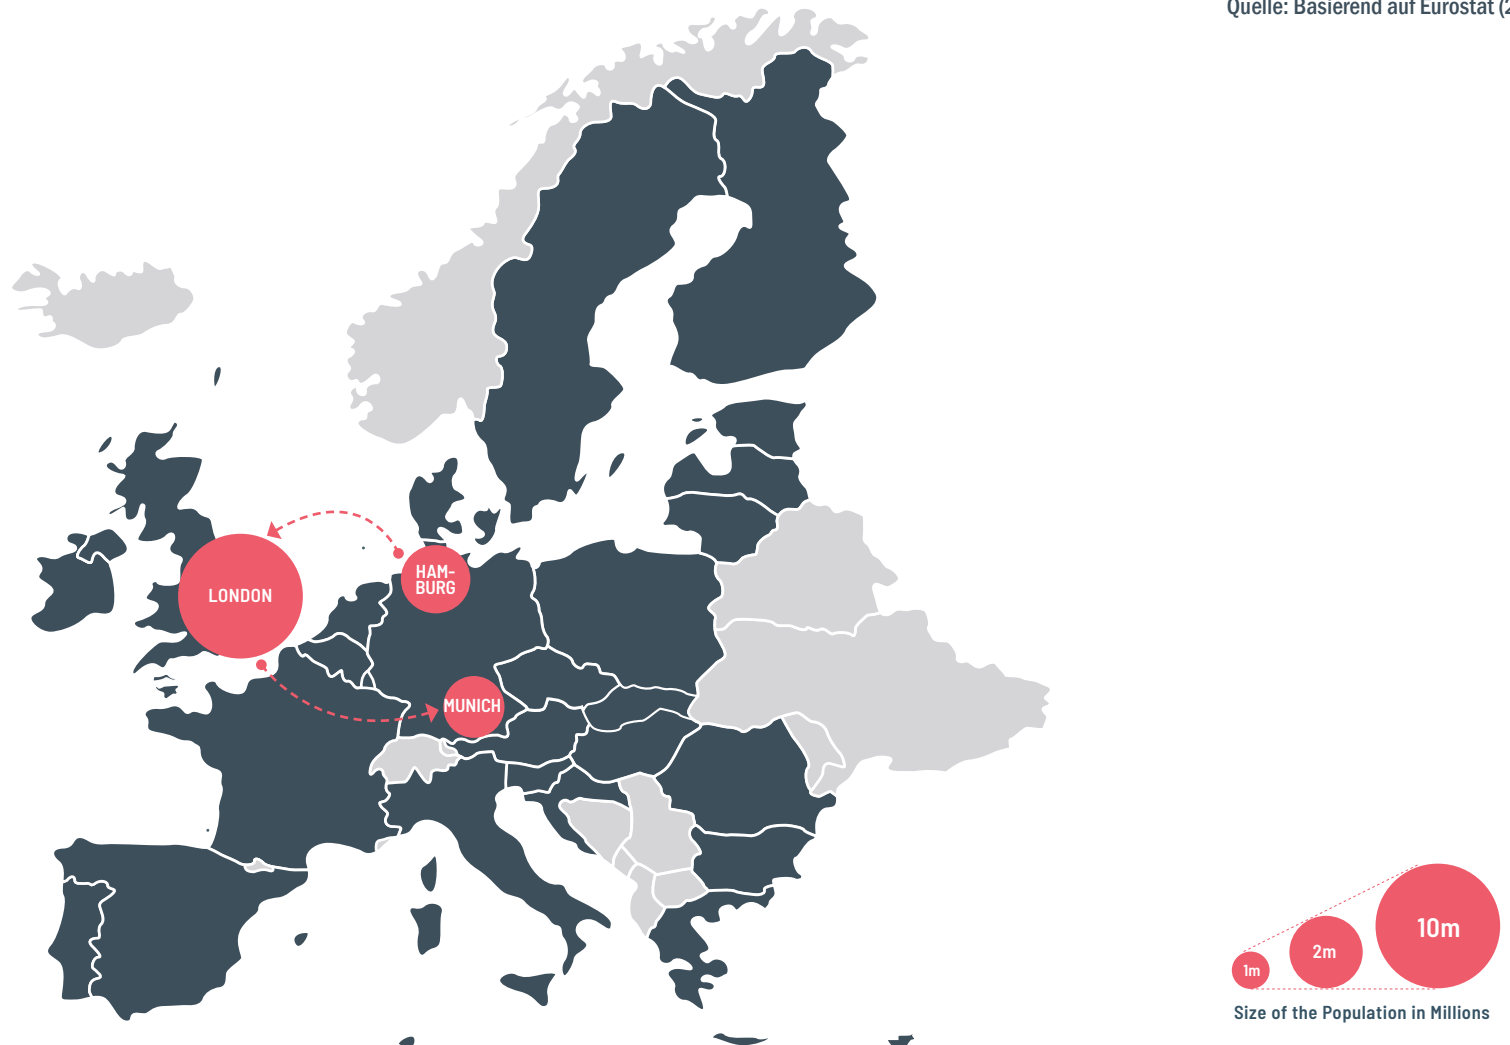 Quelle: Basierend auf Eurostat
HAM-
BURG
LONDON
MUNICH
10m
2m
1m
Size of the Population in Millions